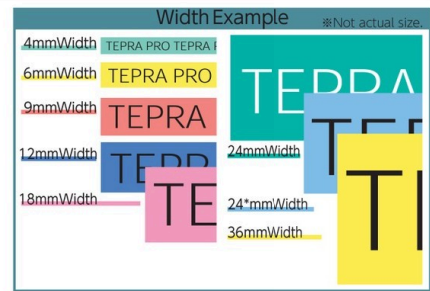 Width Example
※Not actual size.
4mmWidth
TEPRA PRO TEPRA P
6mmWidth
TEPRA PRO
9mmWidth
TEPRA
12mmWidth
TEPR
18mmWidth
TE
TEPRA
24mmWidth
TEF
24*mmWidth
36mmWidth
T